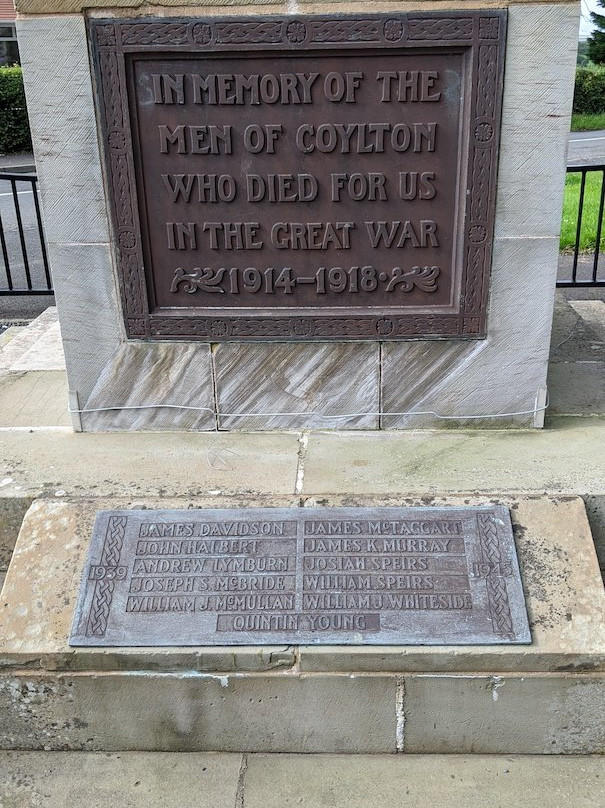 IN MEMORY OF THE
MEN OF COYLTON
WHO DIED FOR US
IN THE GREAT WAR
1914–1918
1939
JAMES DAVIDSON
JOHN HALBERT
ANDREW LYMBURN
JOSEPH S. McBRIDE
WILLIAM J. McMULLAN
JAMES McTAGGART
JAMES K. MURRAY
JOSIAH SPEIRS
WILLIAM SPEIRS
WILLIAM J. WHITESIDE
QUINTIN YOUNG
1945